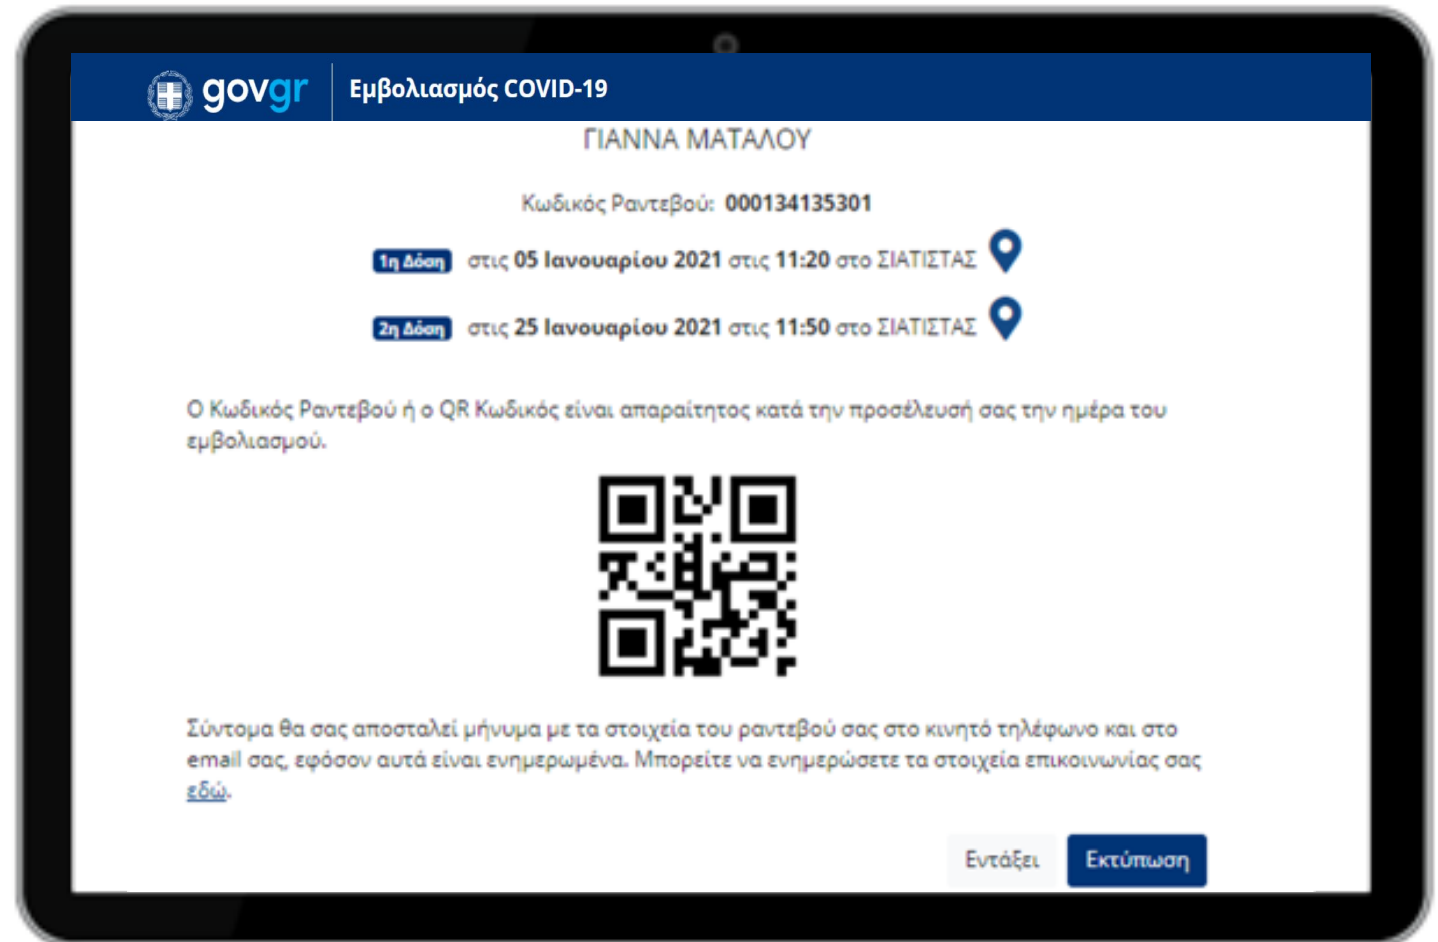 govgr Εμβολιασμός COVID-19
ΓΙΑΝΝΑ ΜΑΤΑΛΟΥ
Κωδικός Ραντεβού: 000134135301
1η Δόση στις 05 Ιανουαρίου 2021 στις 11:20 στο ΣΙΑΤΙΣΤΑΣ
2η Δόση στις 25 Ιανουαρίου 2021 στις 11:50 στο ΣΙΑΤΙΣΤΑΣ
Ο Κωδικός Ραντεβού ή ο QR Κωδικός είναι απαραίτητος κατά την προσέλευσή σας την ημέρα του
εμβολιασμού.
Σύντομα θα σας αποσταλεί μήνυμα με τα στοιχεία του ραντεβού σας στο κινητό τηλέφωνο και στο
email σας, εφόσον αυτά είναι ενημερωμένα. Μπορείτε να ενημερώσετε τα στοιχεία επικοινωνίας σας
εδώ.
Εντάξει Εκτύπωση